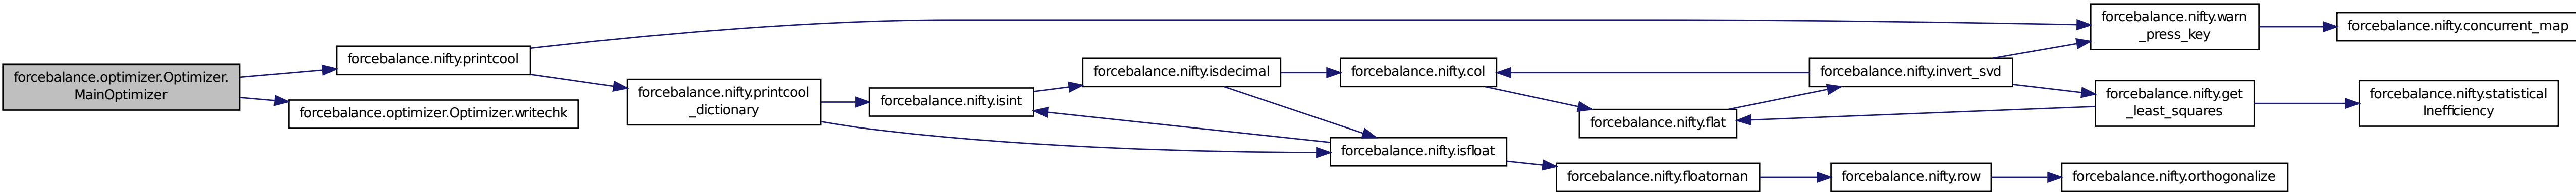 forcebalance.optimizer.Optimizer.
MainOptimizer
forcebalance.nifty.printcool
forcebalance.optimizer.Optimizer.writechk
forcebalance.nifty.printcool
_dictionary
forcebalance.nifty.isint
forcebalance.nifty.isdecimal
forcebalance.nifty.isfloat
forcebalance.nifty.col
forcebalance.nifty.floatornan
forcebalance.nifty.flat
forcebalance.nifty.invert_svd
forcebalance.nifty.row
forcebalance.nifty.warn
_press_key
forcebalance.nifty.get
_least_squares
forcebalance.nifty.orthogonalize
forcebalance.nifty.concurrent_map
forcebalance.nifty.statistical
Inefficiency